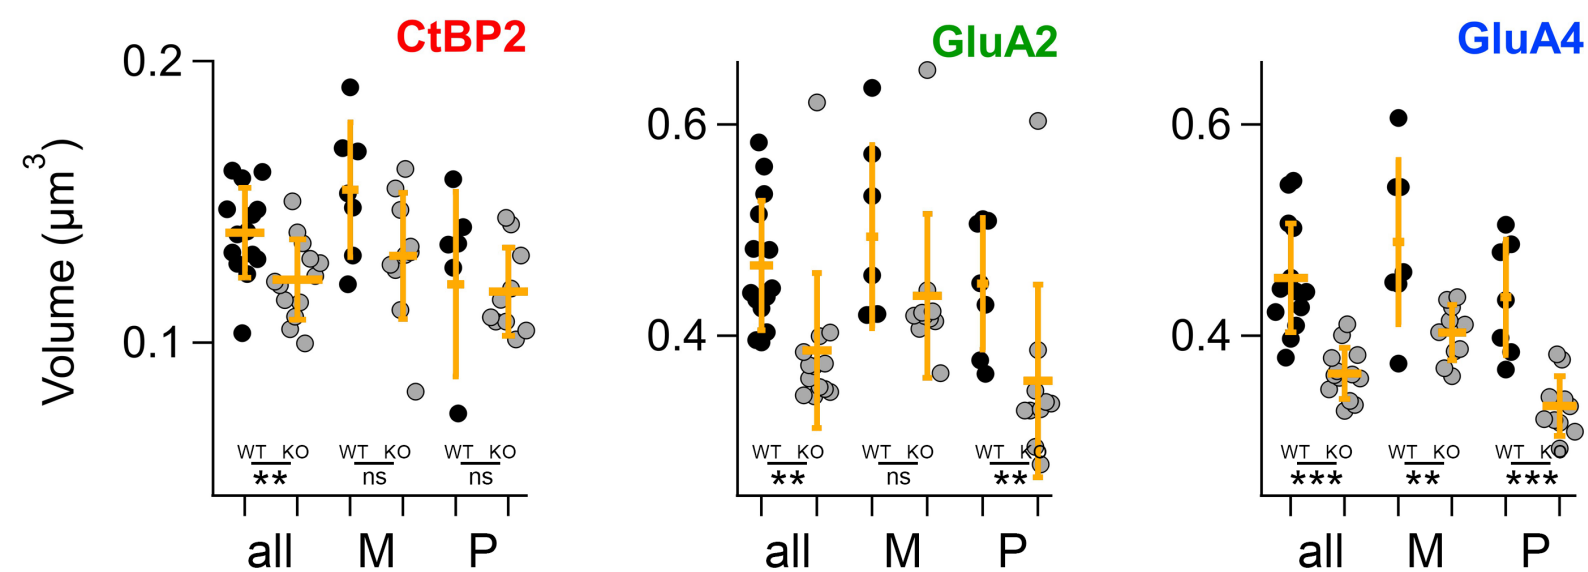 CtBP2
GluA2
GluA4
Volume (µm³)
0.2
0.1
WT KO
**
WT KO
ns
WT KO
ns
all M P
0.6
0.4
WT KO
**
WT KO
ns
WT KO
**
all M P
0.6
0.4
WT KO
***
WT KO
**
WT KO
***
all M P